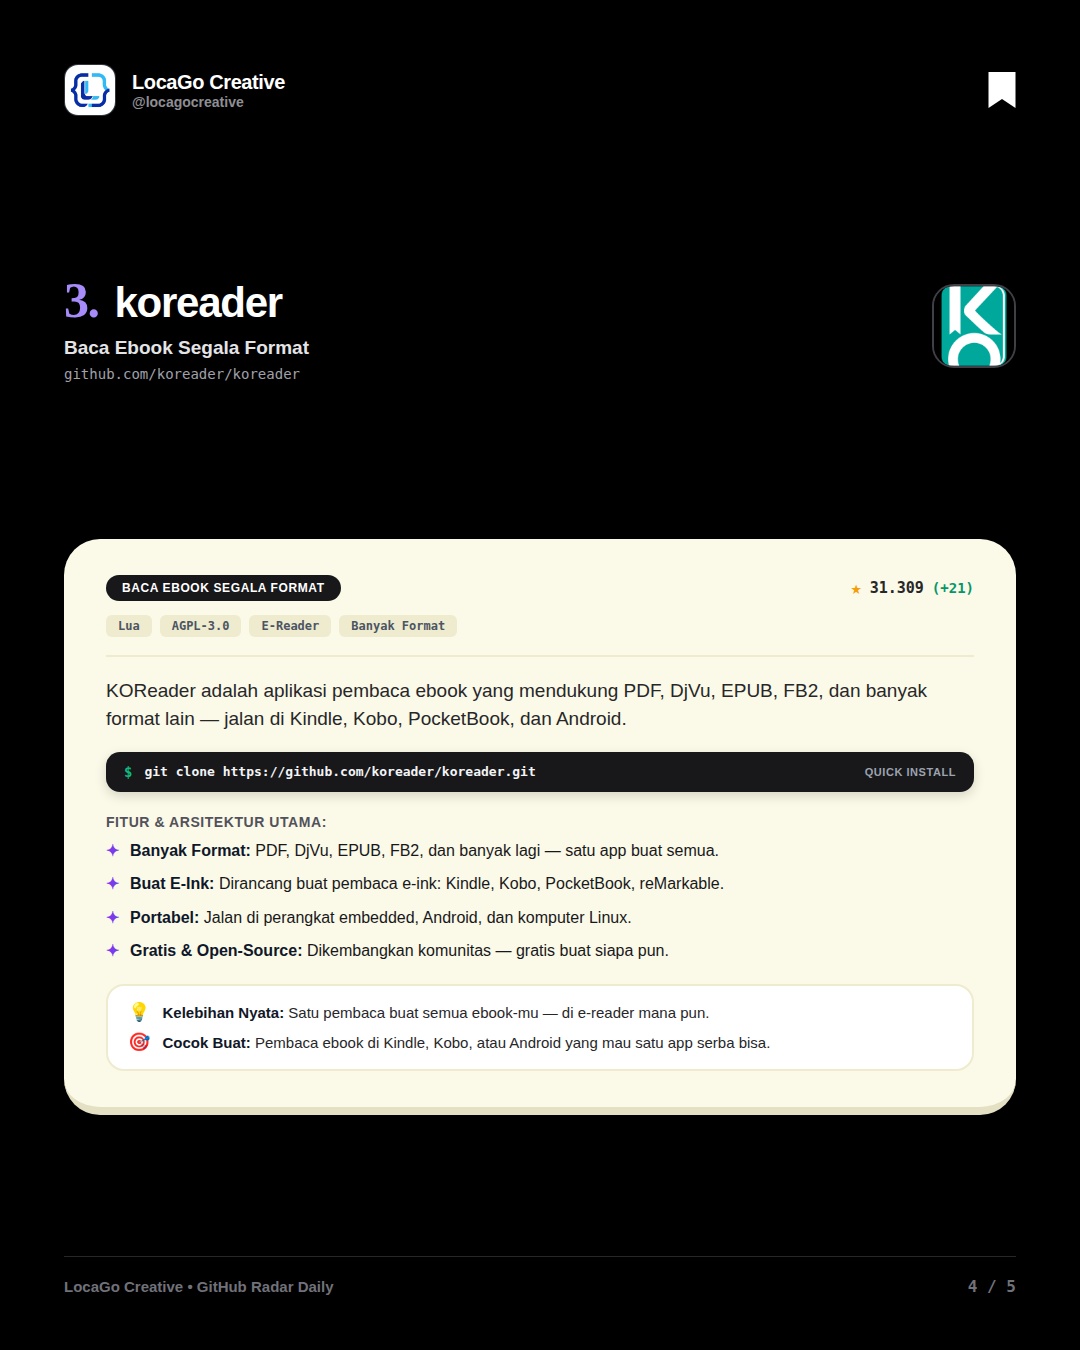 LocaGo Creative
@locagocreative
3. koreader
Baca Ebook Segala Format
github.com/koreader/koreader
BACA EBOOK SEGALA FORMAT
★ 31.309 (+21)
Lua AGPL-3.0 E-Reader Banyak Format
KOReader adalah aplikasi pembaca ebook yang mendukung PDF, DjVu, EPUB, FB2, dan banyak
format lain — jalan di Kindle, Kobo, PocketBook, dan Android.
$ git clone https://github.com/koreader/koreader.git QUICK INSTALL
FITUR & ARSITEKTUR UTAMA:
✦ Banyak Format: PDF, DjVu, EPUB, FB2, dan banyak lagi — satu app buat semua.
✦ Buat E-Ink: Dirancang buat pembaca e-ink: Kindle, Kobo, PocketBook, reMarkable.
✦ Portabel: Jalan di perangkat embedded, Android, dan komputer Linux.
✦ Gratis & Open-Source: Dikembangkan komunitas — gratis buat siapa pun.
💡 Kelebihan Nyata: Satu pembaca buat semua ebook-mu — di e-reader mana pun.
🎯 Cocok Buat: Pembaca ebook di Kindle, Kobo, atau Android yang mau satu app serba bisa.
LocaGo Creative • GitHub Radar Daily
4 / 5